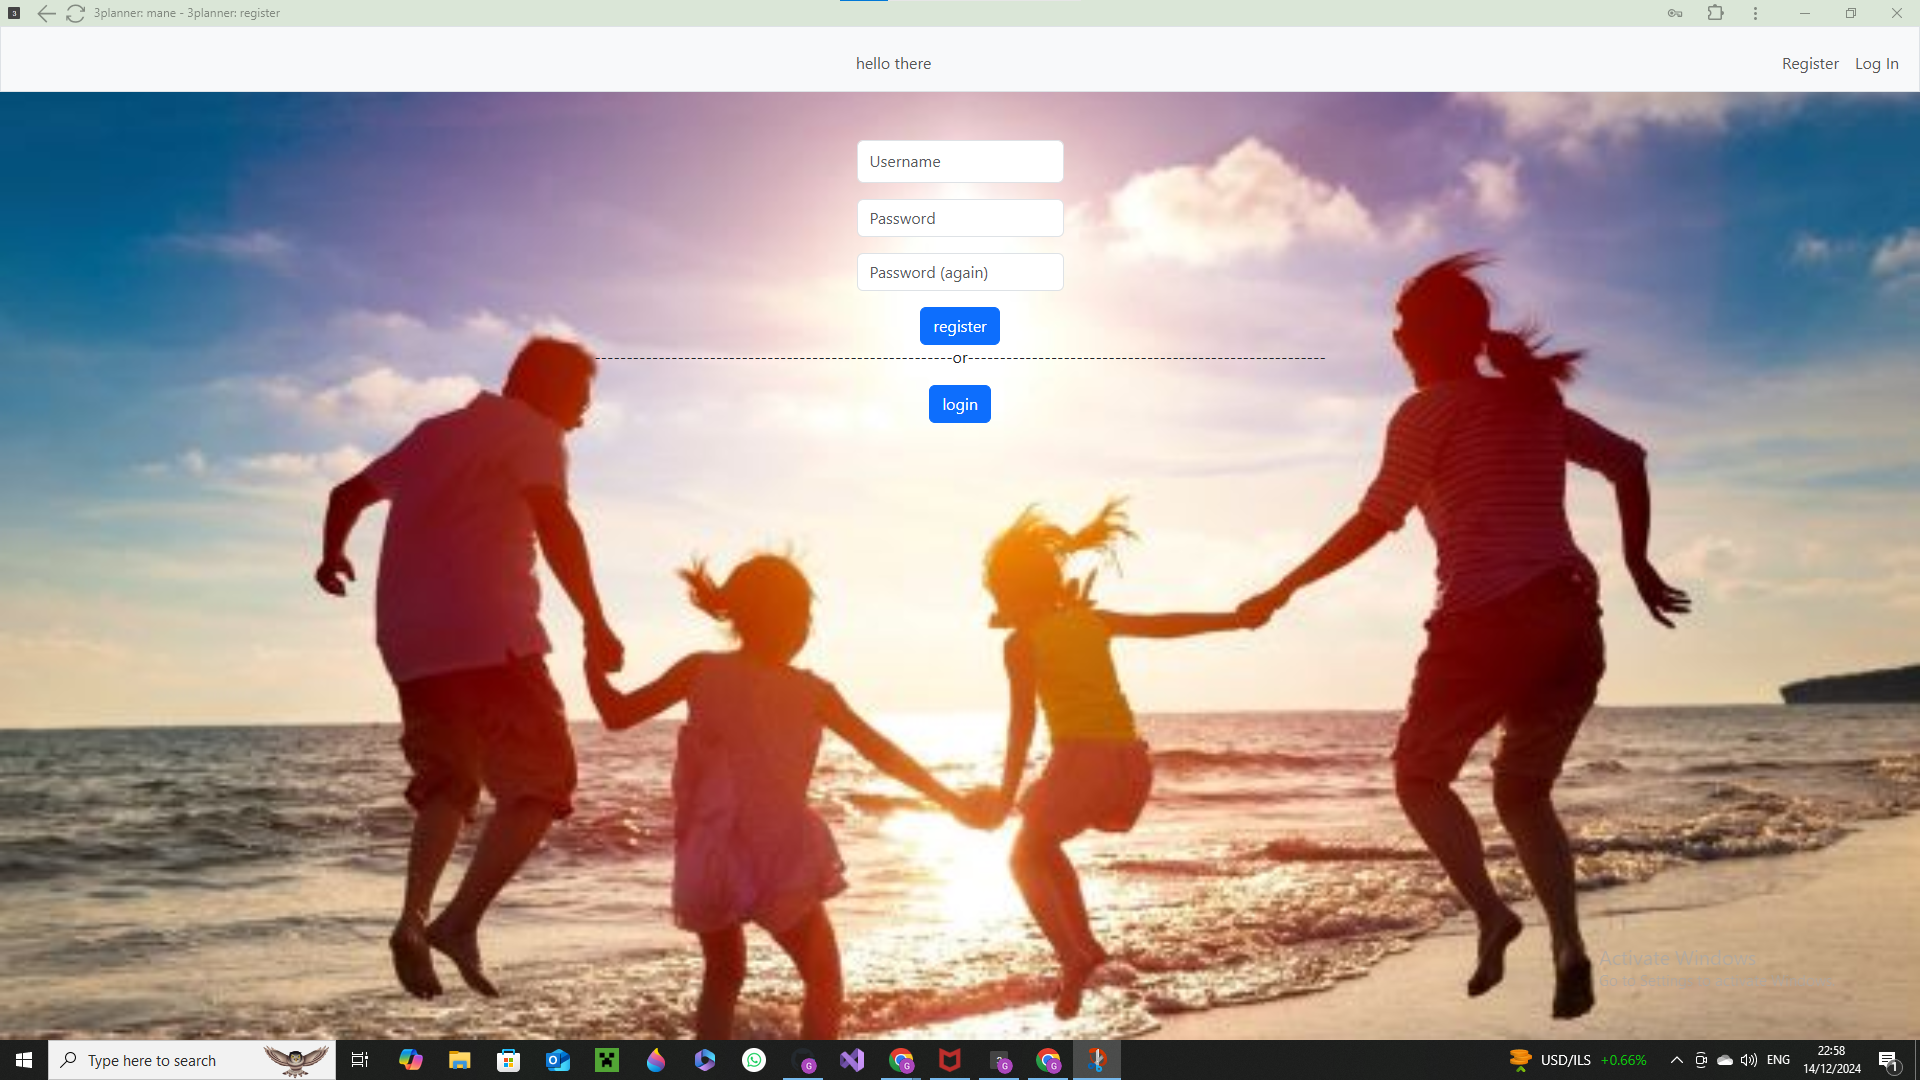 3planner: mane - 3planner: register
hello there
Register Log In
Username
Password
Password (again)
register
-----------------------------------------------------------or-----------------------------------------------------------
login
Activate Windows
Type here to search
USD/ILS +0.66%
ENG
22:58
14/12/2024
1